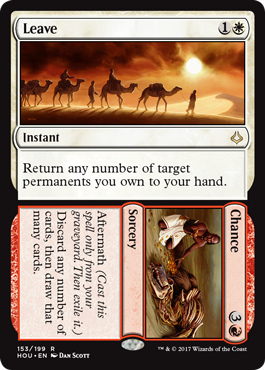 Leave 1
Instant
Return any number of target
permanents you own to your hand.
Chance 3
Sorcery
Aftermath (Cast this
spell only from your
graveyard. Then exile it.)
Discard any number of
cards, then draw that
many cards.
153/199 R
HOU • EN DAN SCOTT
™ & © 2017 Wizards of the Coast